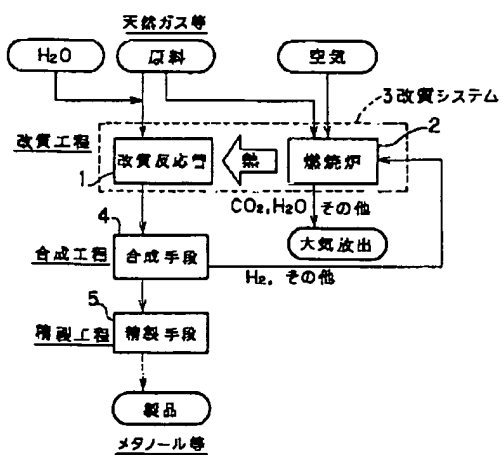 天然ガス等
H₂O
原料
空気
3 改質システム
改質工程
改質反応管
1
熱
燃焼炉
2
CO₂,H₂O その他
大気放出
4
合成工程
合成手段
H₂, その他
5
精製工程
精製手段
製品
メタノール等